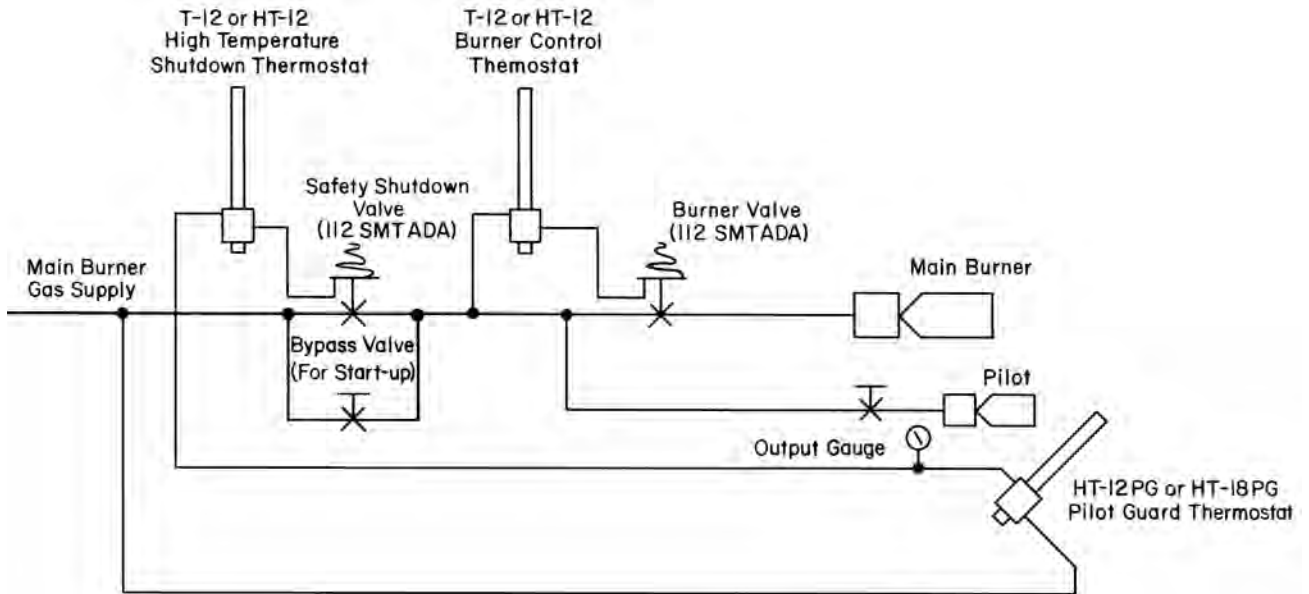 T-12 or HT-12
High Temperature
Shutdown Thermostat
T-12 or HT-12
Burner Control
Themostat
Safety Shutdown
Valve
(112 SMTADA)
Burner Valve
(112 SMTADA)
Main Burner
Gas Supply
Main Burner
Bypass Valve
(For Start-up)
Pilot
Output Gauge
HT-12PG or HT-18PG
Pilot Guard Thermostat